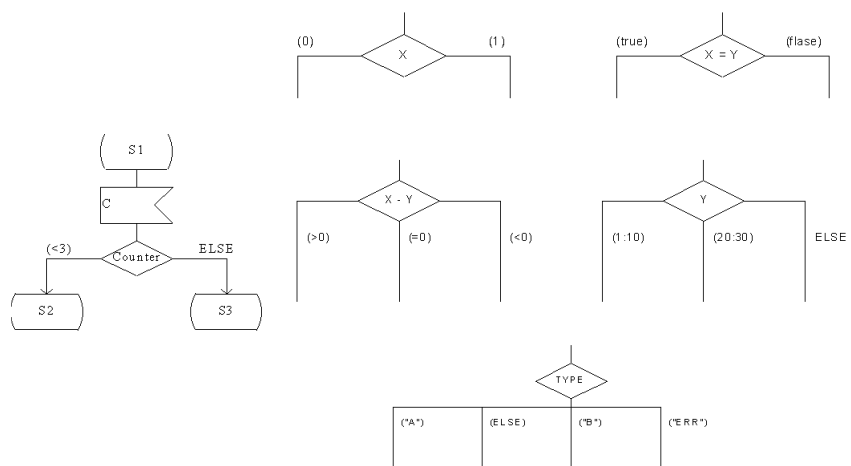 (0)
(1)
X
(true)
(flase)
X = Y
S1
C
(<3)
ELSE
Counter
S2
S3
X - Y
(>0)
(=0)
(<0)
Y
(1:10)
(20:30)
ELSE
TYPE
("A")
(ELSE)
("B")
("ERR")